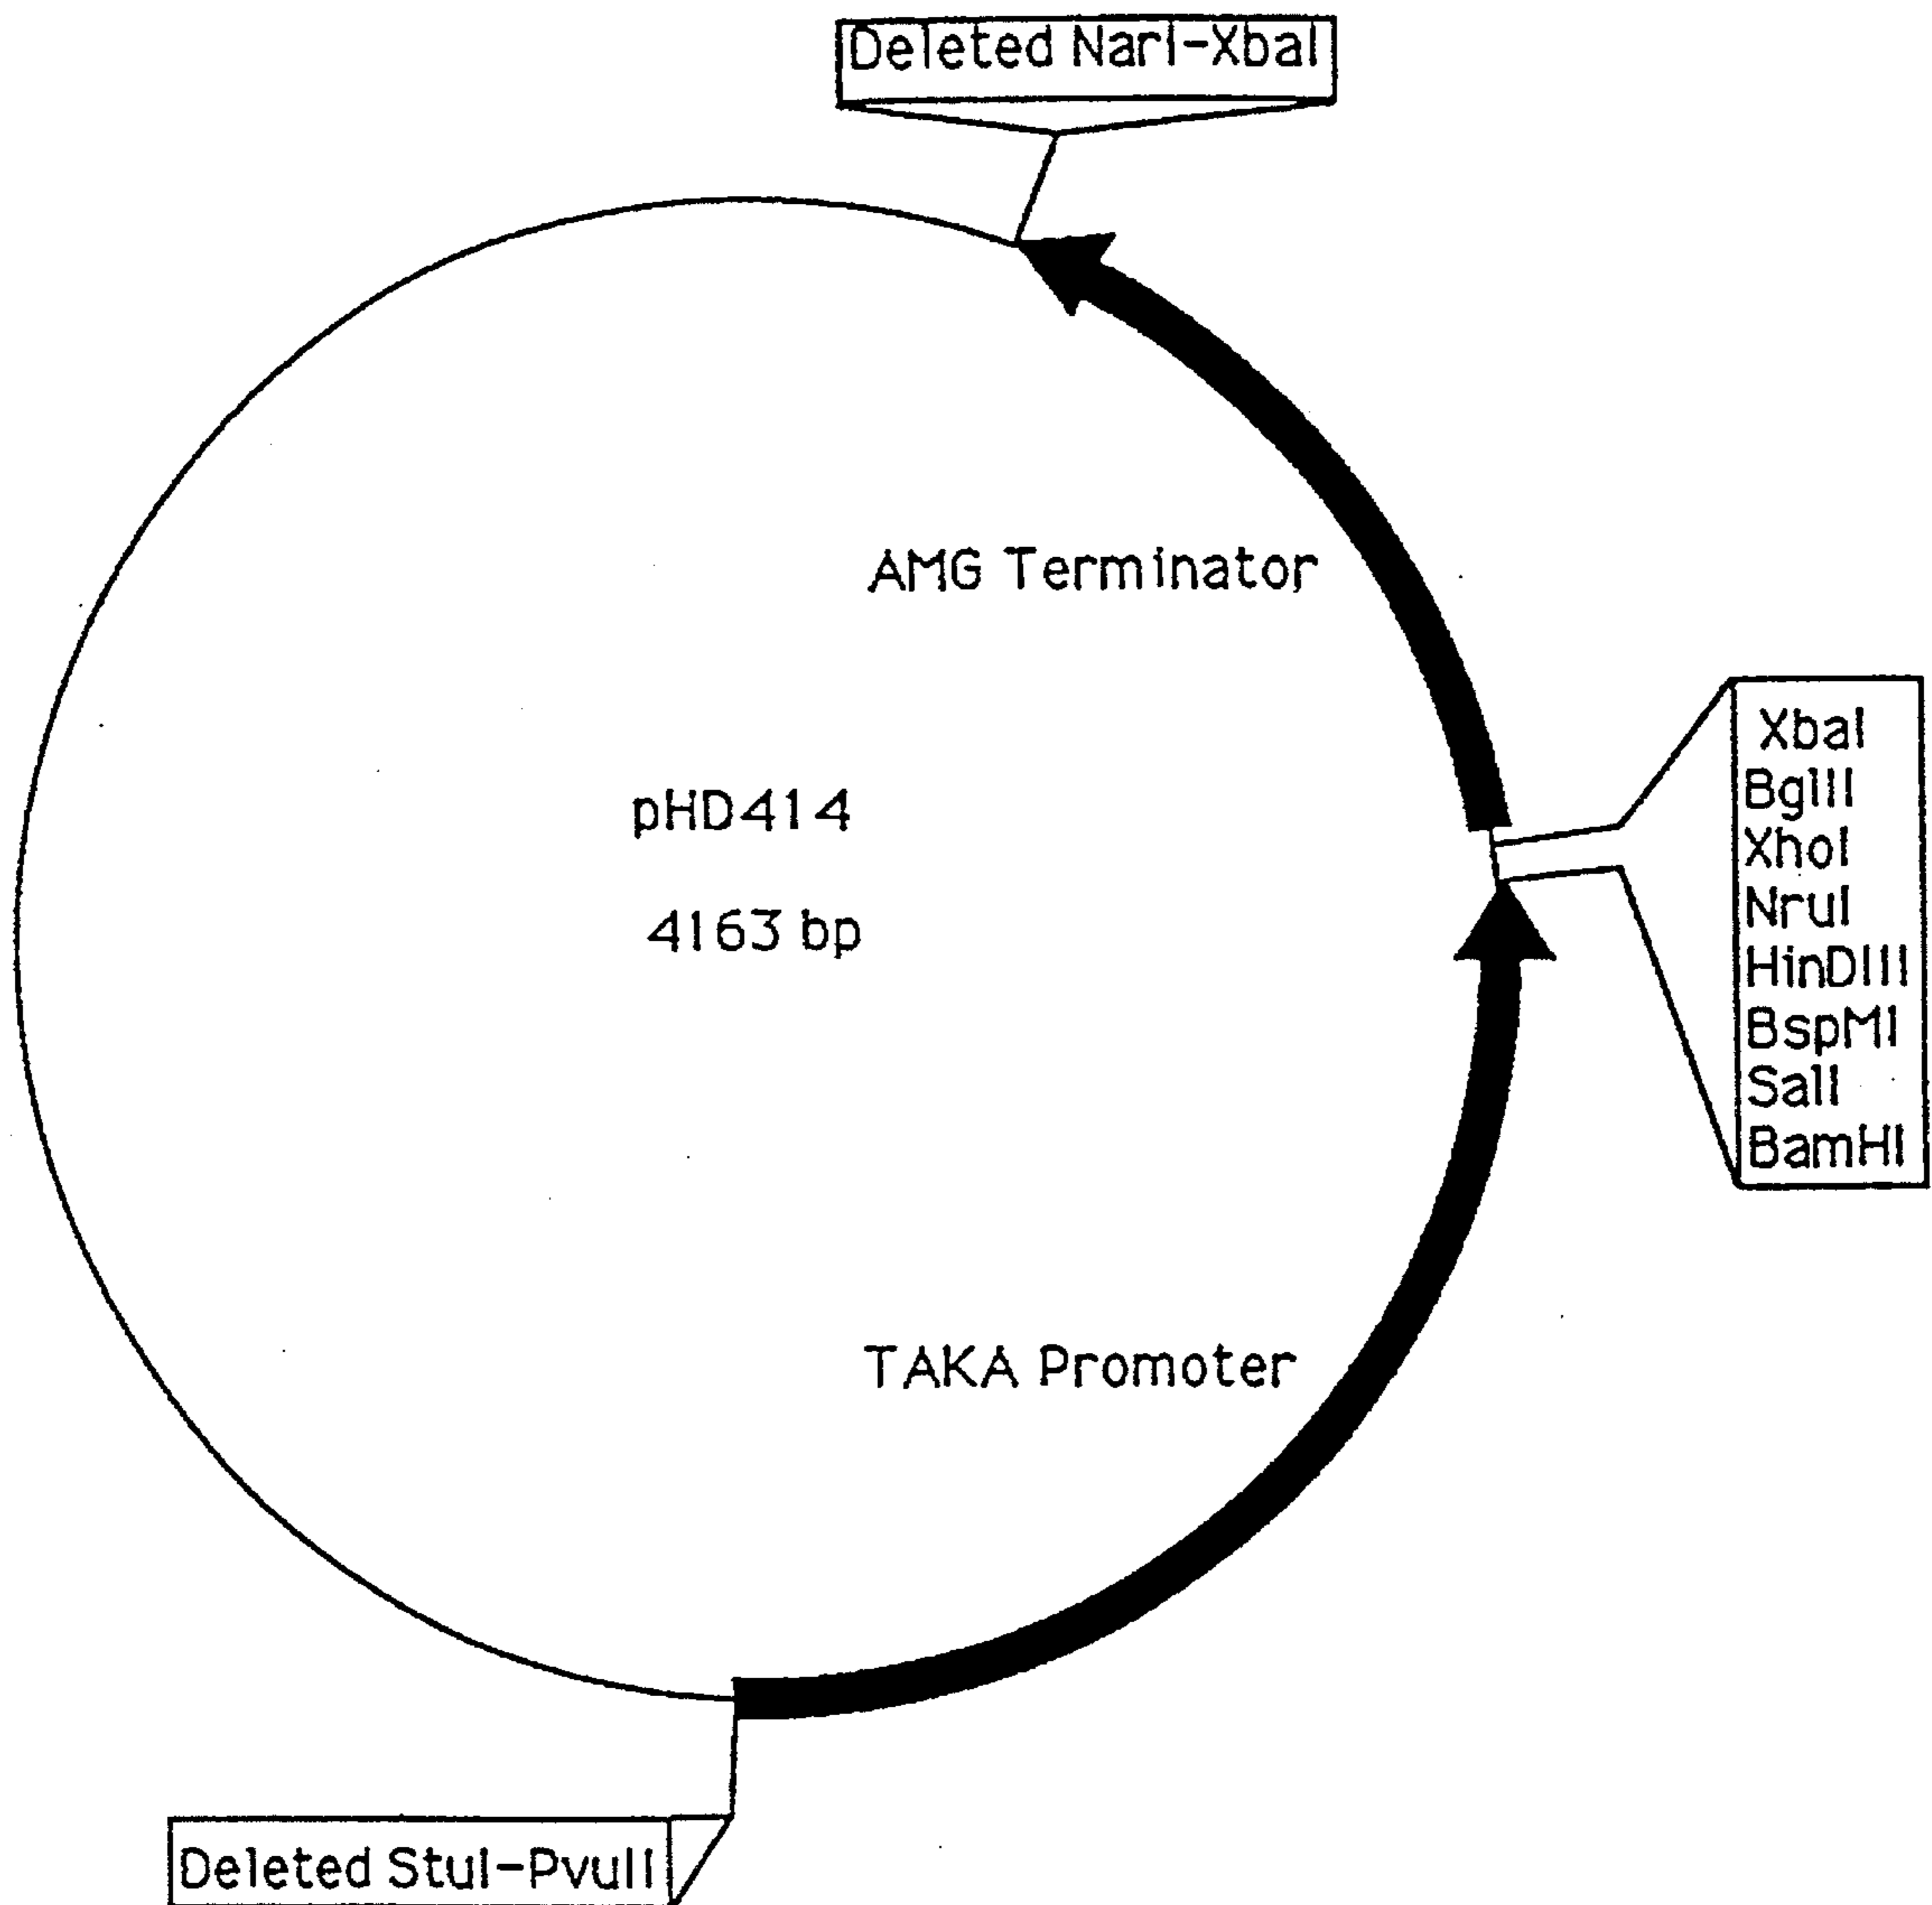 Deleted NarI-XbaI
AMG Terminator
pHD414
4163 bp
XbaI
BglII
XhoI
NruI
HinDIII
BspMI
SalI
BamHI
TAKA Promoter
Deleted StuI-PvuII